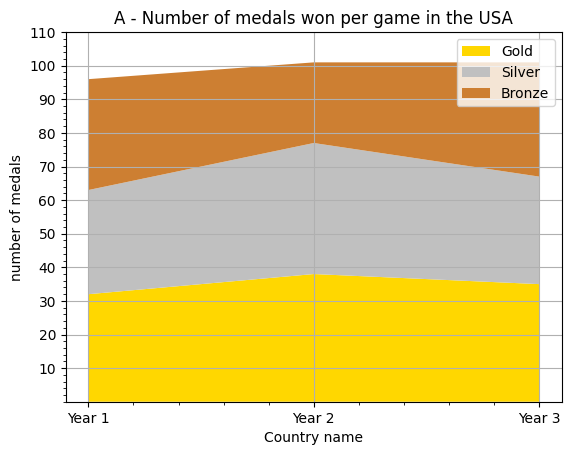 A - Number of medals won per game in the USA
110
100
90
80
70
60
50
40
30
20
10
number of medals
Gold
Silver
Bronze
Year 1
Year 2
Year 3
Country name